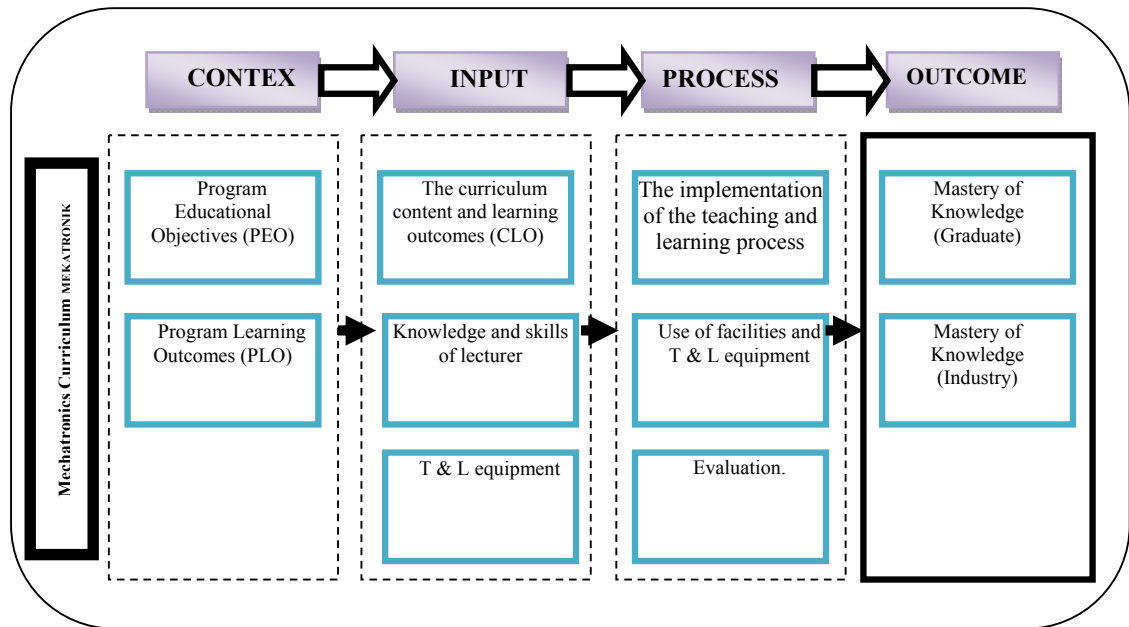 CONTEX
INPUT
PROCESS
OUTCOME
Mechatronics Curriculum MEKATRONIK
Program
Educational
Objectives (PEO)
Program Learning
Outcomes (PLO)
The curriculum
content and learning
outcomes (CLO)
Knowledge and skills
of lecturer
T & L equipment
The implementation
of the teaching and
learning process
Use of facilities and
T & L equipment
Evaluation.
Mastery of
Knowledge
(Graduate)
Mastery of
Knowledge
(Industry)